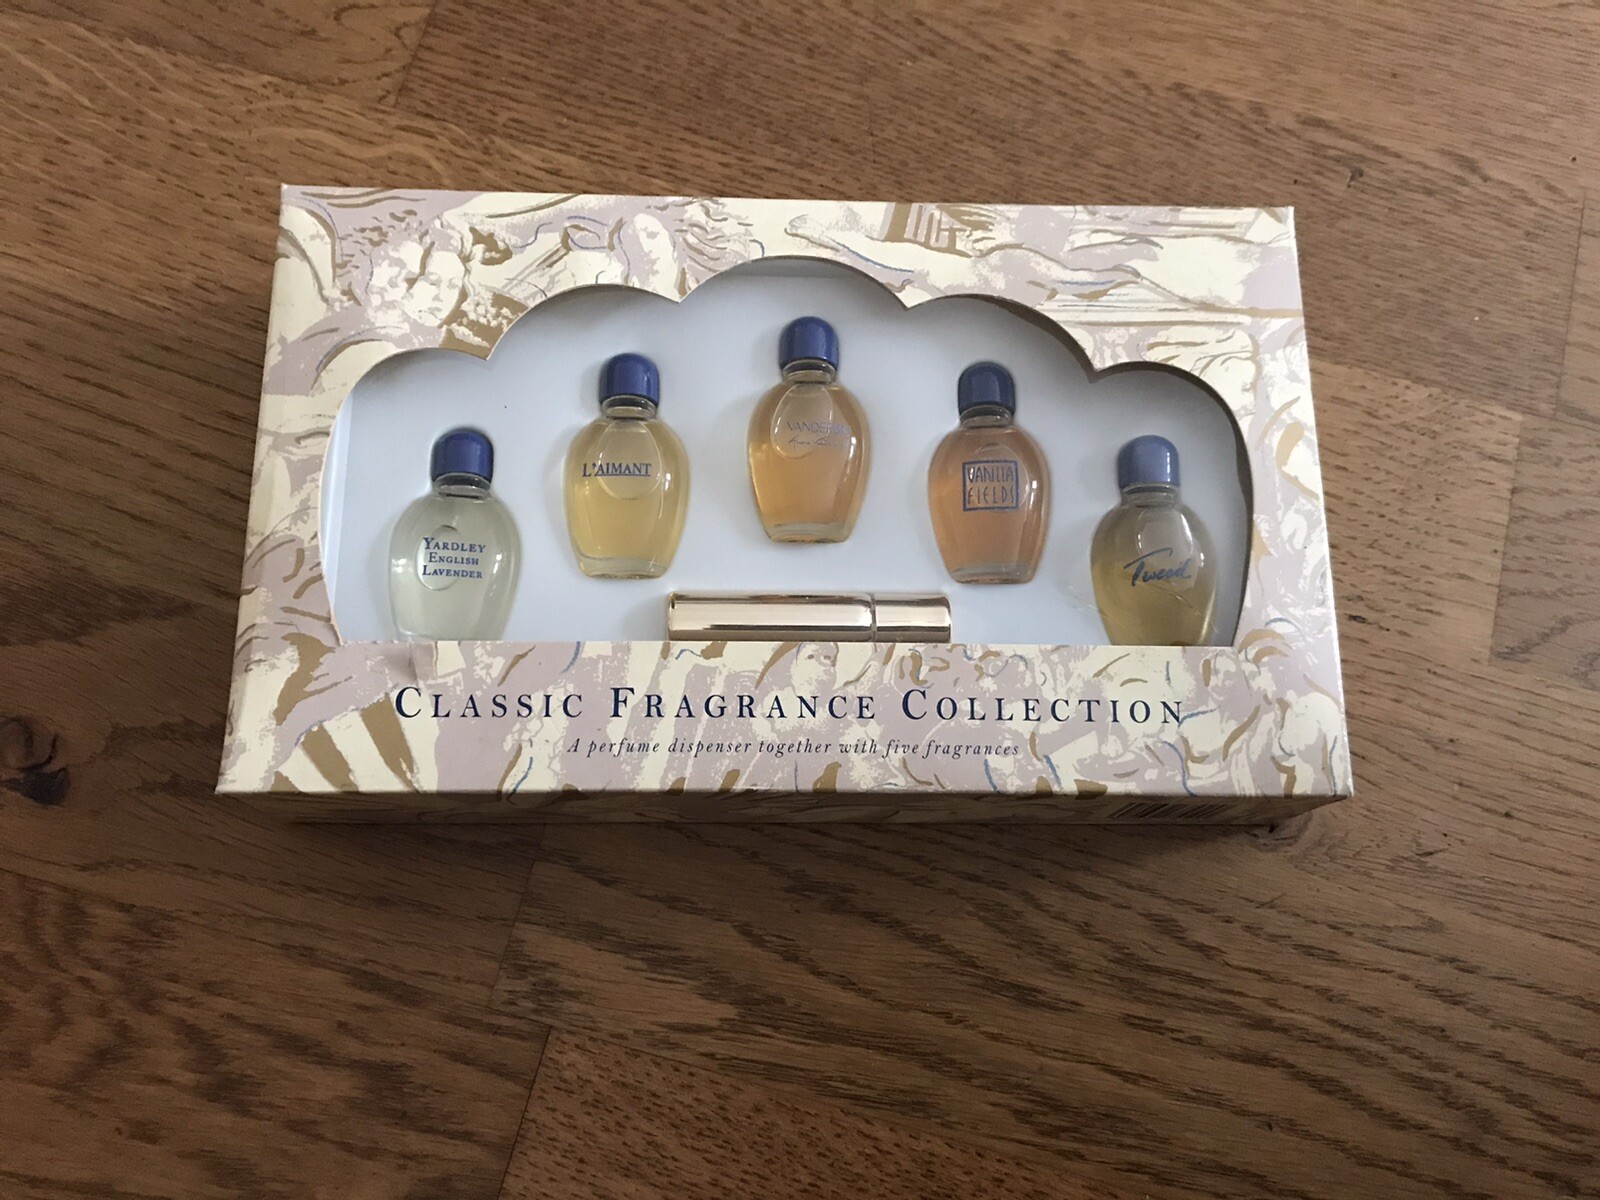 YARDLEY
ENGLISH
LAVENDER
L'AIMANT
VANILLA
FIELDS
Tweed
CLASSIC FRAGRANCE COLLECTION
A perfume dispenser together with five fragrances